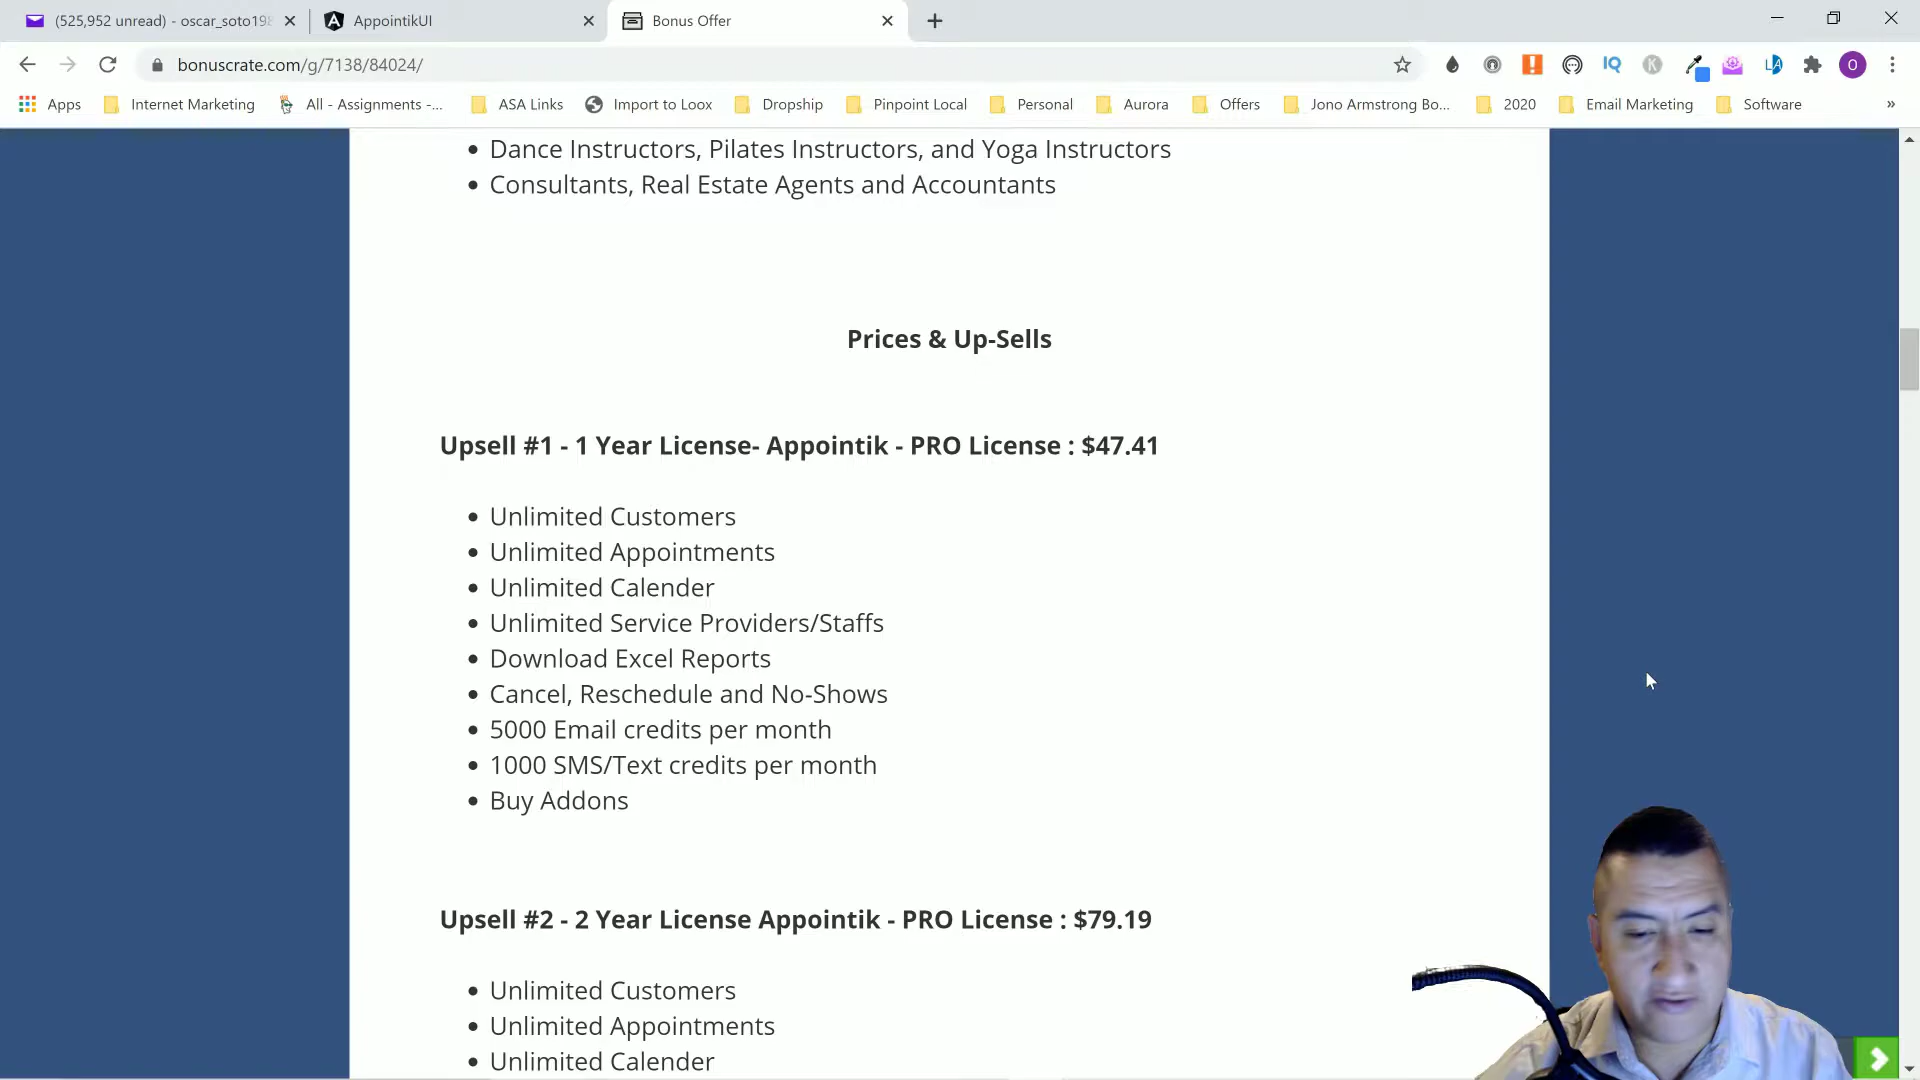 (525,952 unread) - oscar_soto198
AppointikUI
Bonus Offer
bonuscrate.com/g/7138/84024/
IQ
K
LA
O
Apps
Internet Marketing
All - Assignments -...
ASA Links
Import to Loox
Dropship
Pinpoint Local
Personal
Aurora
Offers
Jono Armstrong Bo...
2020
Email Marketing
Software
»
• Dance Instructors, Pilates Instructors, and Yoga Instructors
• Consultants, Real Estate Agents and Accountants
Prices & Up-Sells
Upsell #1 - 1 Year License- Appointik - PRO License : $47.41
• Unlimited Customers
• Unlimited Appointments
• Unlimited Calender
• Unlimited Service Providers/Staffs
• Download Excel Reports
• Cancel, Reschedule and No-Shows
• 5000 Email credits per month
• 1000 SMS/Text credits per month
• Buy Addons
Upsell #2 - 2 Year License Appointik - PRO License : $79.19
• Unlimited Customers
• Unlimited Appointments
• Unlimited Calender